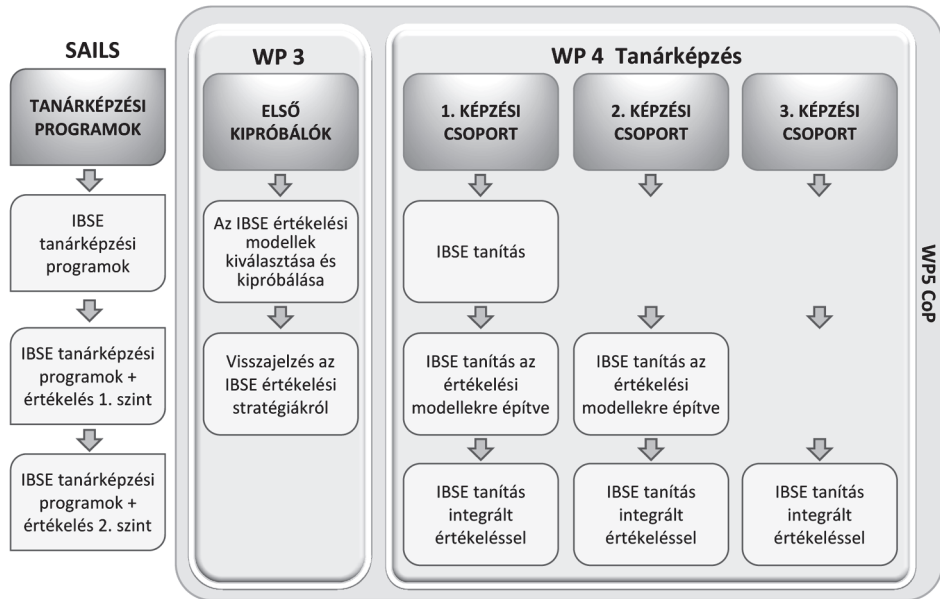 SAILS
TANÁRKÉPZÉSI
PROGRAMOK
IBSE
tanárképzési
programok
IBSE tanárképzési
programok +
értékelés 1. szint
IBSE tanárképzési
programok +
értékelés 2. szint
WP 3
ELSŐ
KIPRÓBÁLÓK
Az IBSE értékelési
modellek
kiválasztása és
kipróbálása
Visszajelzés az
IBSE értékelési
stratégiákról
WP 4 Tanárképzés
1. KÉPZÉSI
CSOPORT
IBSE tanítás
IBSE tanítás az
értékelési
modellekre építve
IBSE tanítás
integrált
értékeléssel
2. KÉPZÉSI
CSOPORT
IBSE tanítás az
értékelési
modellekre építve
IBSE tanítás
integrált
értékeléssel
3. KÉPZÉSI
CSOPORT
IBSE tanítás
integrált
értékeléssel
WP5 CoP